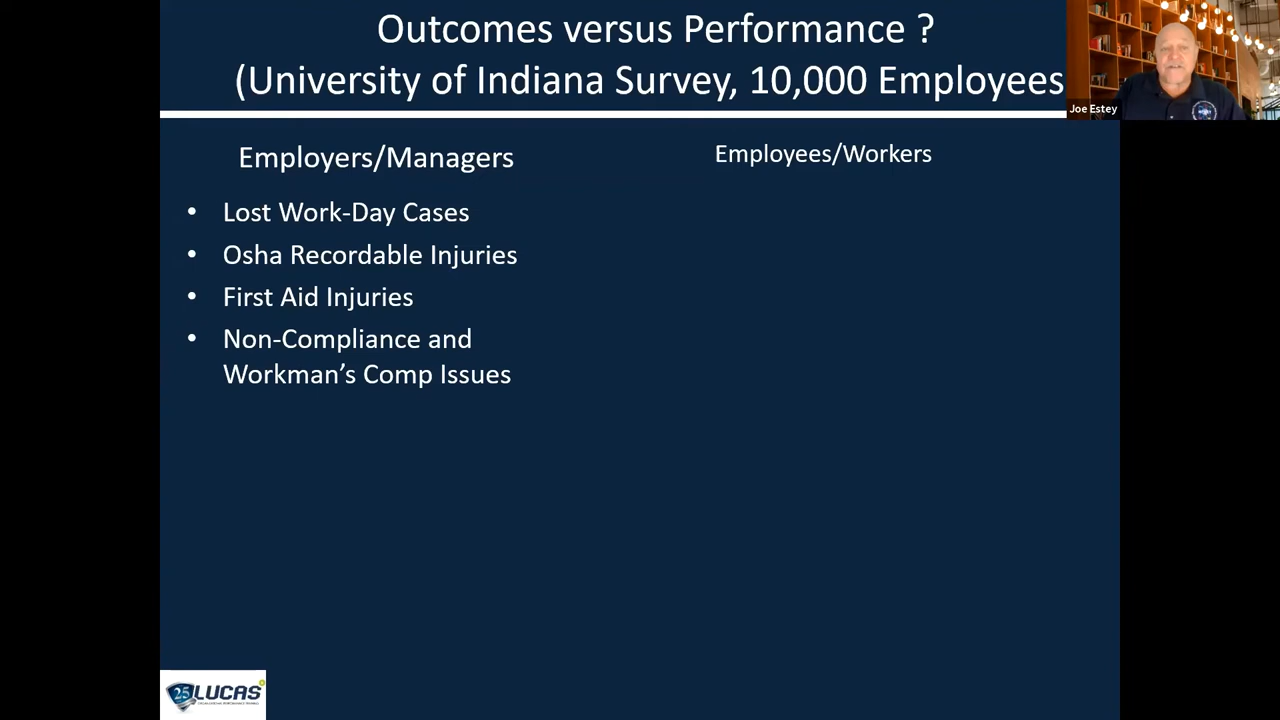 Outcomes versus Performance ?
(University of Indiana Survey, 10,000 Employees
Joe Estey
Employers/Managers
• Lost Work-Day Cases
• Osha Recordable Injuries
• First Aid Injuries
• Non-Compliance and
Workman’s Comp Issues
Employees/Workers
25 LUCAS